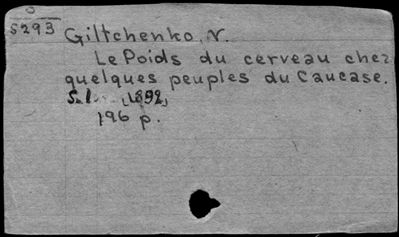 S
5293
Giltchenko, V.
Le Poids du cerveau chez
quelques peuples du Caucase.
S. l. [1892]
196 p.